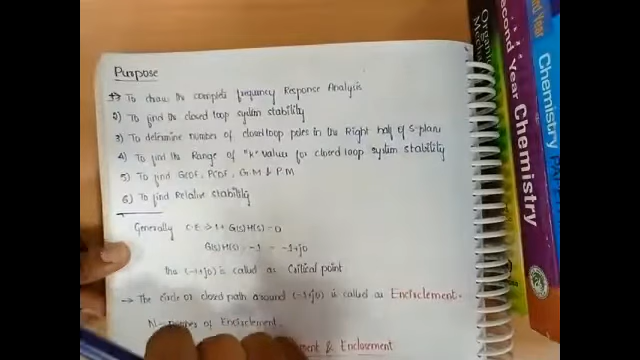 Purpose
1) To draw the complete frequency Response Analysis
2) To find the closed loop system stability
3) To determine number of closed loop poles in the Right half of s-plane
4) To find the Range of "K" values for closed loop system stability
5) To find GCOF, PCOF, G.M & P.M
6) To find Relative stability
Generally C.E ⇒ 1 + G(s)H(s) = 0
G(s)H(s) = -1 = -1+j0
the (-1+j0) is called as Critical point
→ The circle or closed path around (-1+j0) is called as Encirclement.
N- of Encirclement.
& Enclosement
Organic
Second Year Chemistry
Year
Chemistry